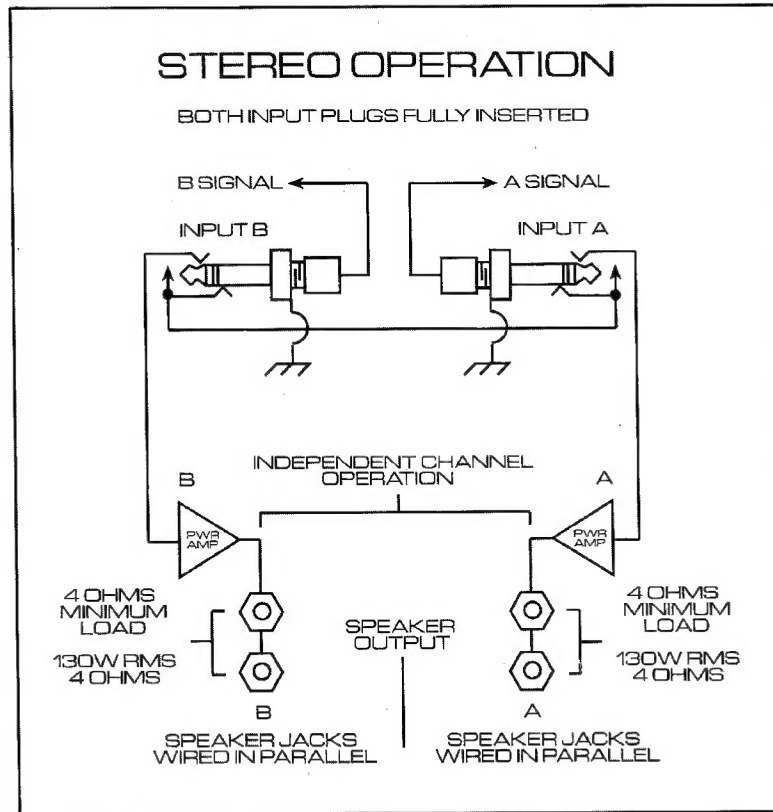 STEREO OPERATION
BOTH INPUT PLUGS FULLY INSERTED
B SIGNAL
A SIGNAL
INPUT B
INPUT A
INDEPENDENT CHANNEL
OPERATION
B
A
PWR
AMP
PWR
AMP
4 OHMS
MINIMUM
LOAD
130W RMS
4 OHMS
SPEAKER
OUTPUT
4 OHMS
MINIMUM
LOAD
130W RMS
4 OHMS
B
A
SPEAKER JACKS
WIRED IN PARALLEL
SPEAKER JACKS
WIRED IN PARALLEL